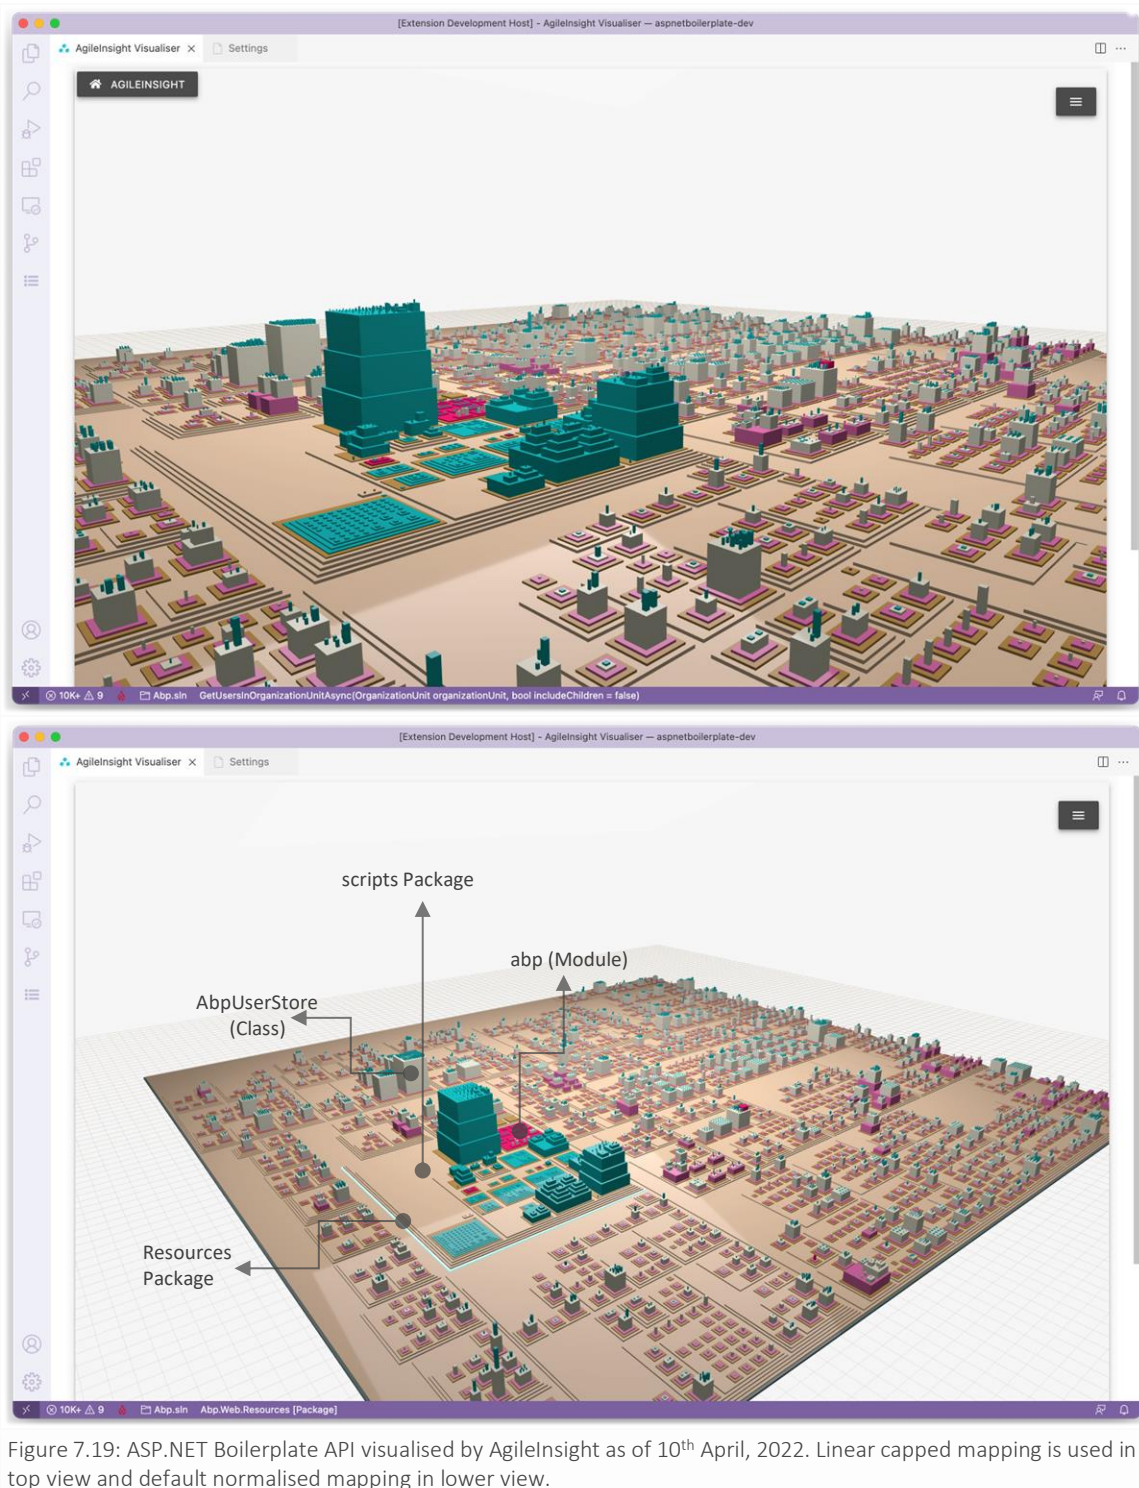 [Extension Development Host] - AgileInsight Visualiser — aspnetboilerplate-dev
AgileInsight Visualiser × Settings
AGILEINSIGHT
10K+ 9 Abp.sln GetUsersInOrganizationUnitAsync(OrganizationUnit organizationUnit, bool includeChildren = false)
[Extension Development Host] - AgileInsight Visualiser — aspnetboilerplate-dev
AgileInsight Visualiser × Settings
scripts Package
abp (Module)
AbpUserStore
(Class)
Resources
Package
10K+ 9 Abp.sln Abp.Web.Resources [Package]
Figure 7.19: ASP.NET Boilerplate API visualised by AgileInsight as of 10th April, 2022. Linear capped mapping is used in
top view and default normalised mapping in lower view.